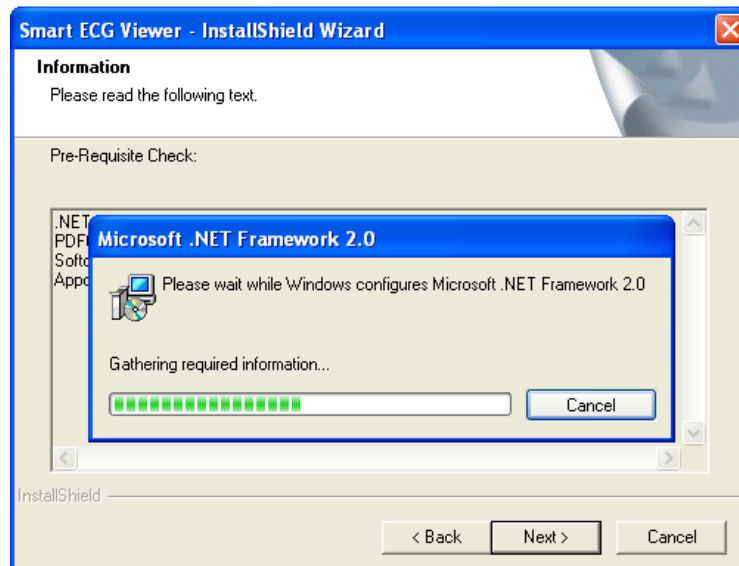 Smart ECG Viewer - InstallShield Wizard
Information
Please read the following text.
Pre-Requisite Check:
.NET
Microsoft .NET Framework 2.0
Please wait while Windows configures Microsoft .NET Framework 2.0
Gathering required information...
Cancel
InstallShield
< Back
Next >
Cancel